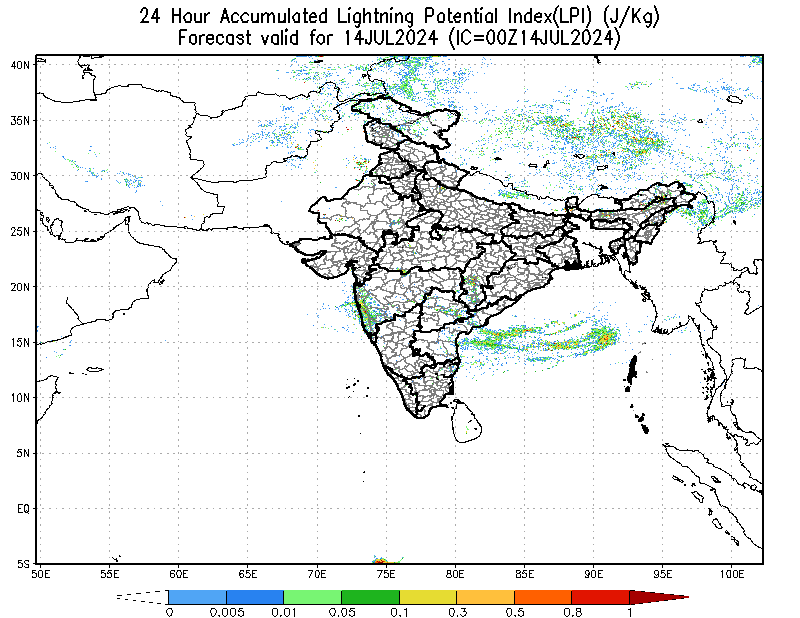 24 Hour Accumulated Lightning Potential Index(LPI) (J/Kg)
Forecast valid for 14JUL2024 (IC=00Z14JUL2024)
40N
35N
30N
25N
20N
15N
10N
5N
EQ
5S
50E 55E 60E 65E 70E 75E 80E 85E 90E 95E 100E
0 0.005 0.01 0.05 0.1 0.3 0.5 0.8 1